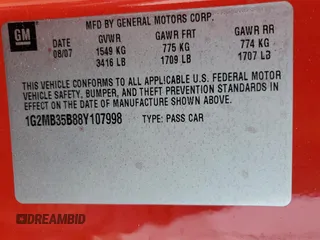 MFD BY GENERAL MOTORS CORP.
GM
DATE GVWR GAWR FRT GAWR RR
08/07 1549 KG 775 KG 774 KG
3416 LB 1709 LB 1707 LB
THIS VEHICLE CONFORMS TO ALL APPLICABLE U.S. FEDERAL MOTOR
VEHICLE SAFETY, BUMPER, AND THEFT PREVENTION STANDARDS IN
EFFECT ON THE DATE OF MANUFACTURE SHOWN ABOVE.
1G2MB35B88Y107998 TYPE: PASS CAR
DREAMBID